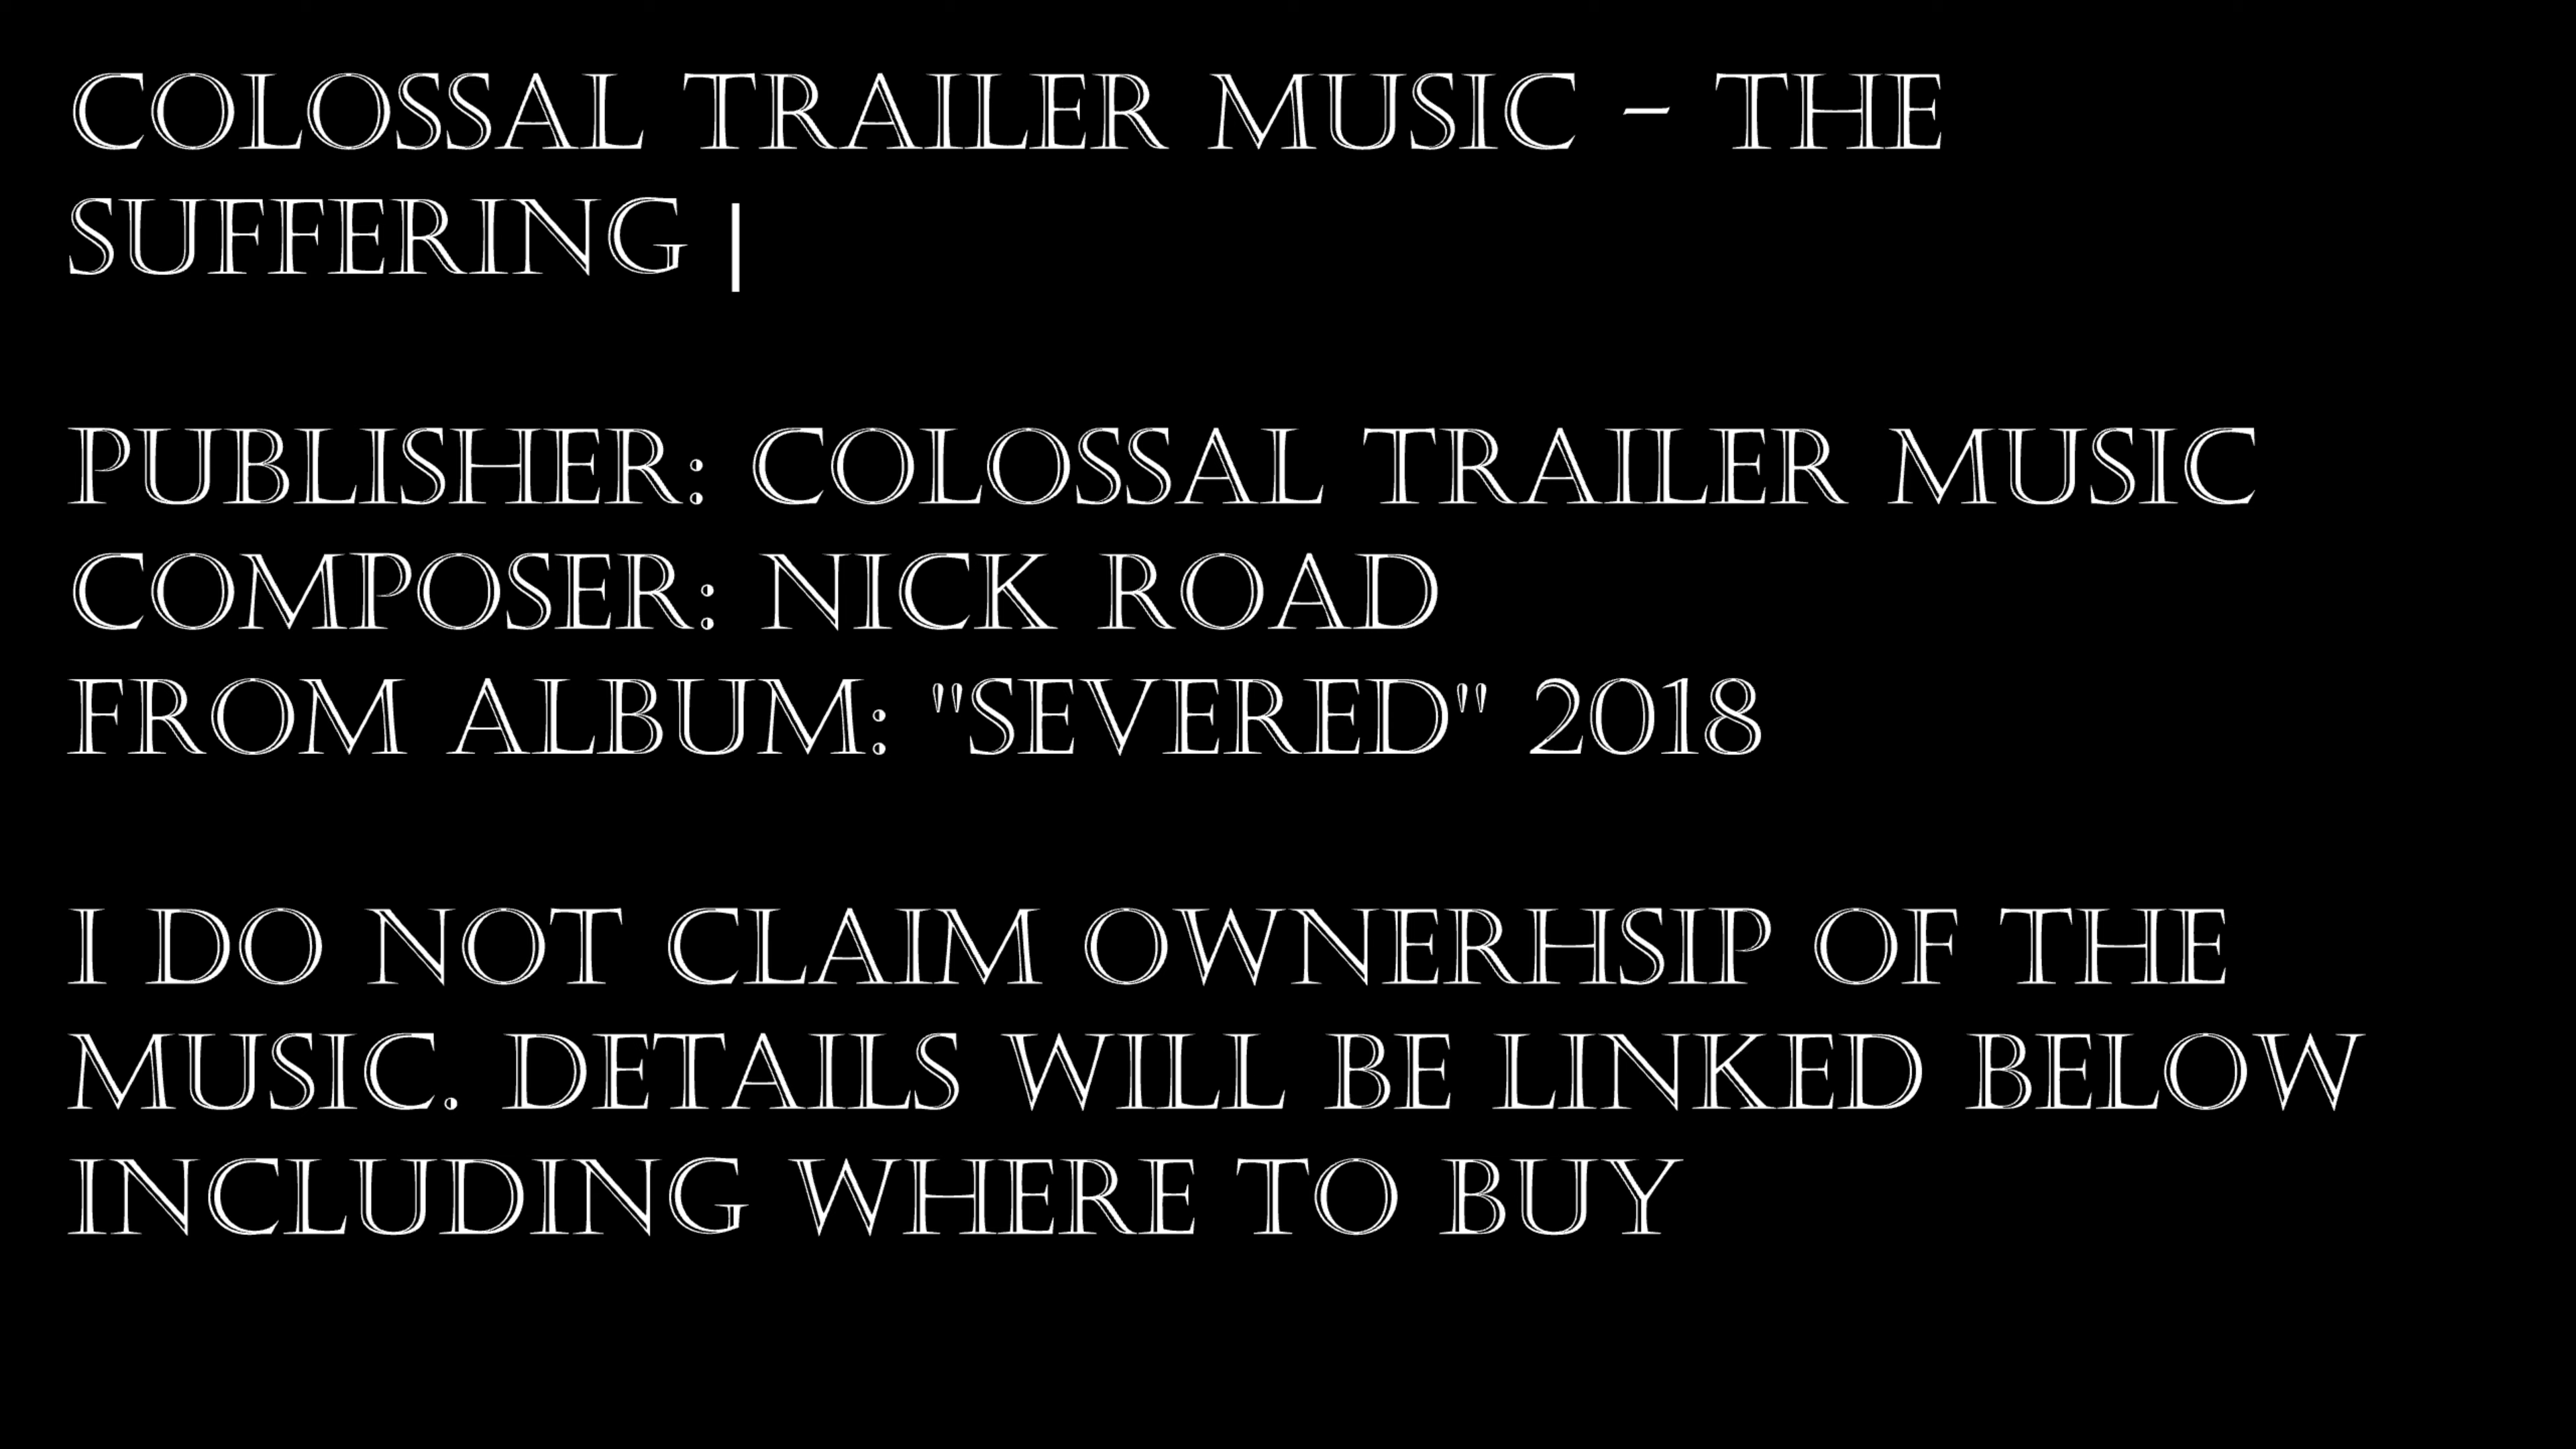 COLOSSAL TRAILER MUSIC - THE
SUFFERING |
PUBLISHER: COLOSSAL TRAILER MUSIC
COMPOSER: NICK ROAD
FROM ALBUM: "SEVERED" 2018
I DO NOT CLAIM OWNERHSIP OF THE
MUSIC. DETAILS WILL BE LINKED BELOW
INCLUDING WHERE TO BUY